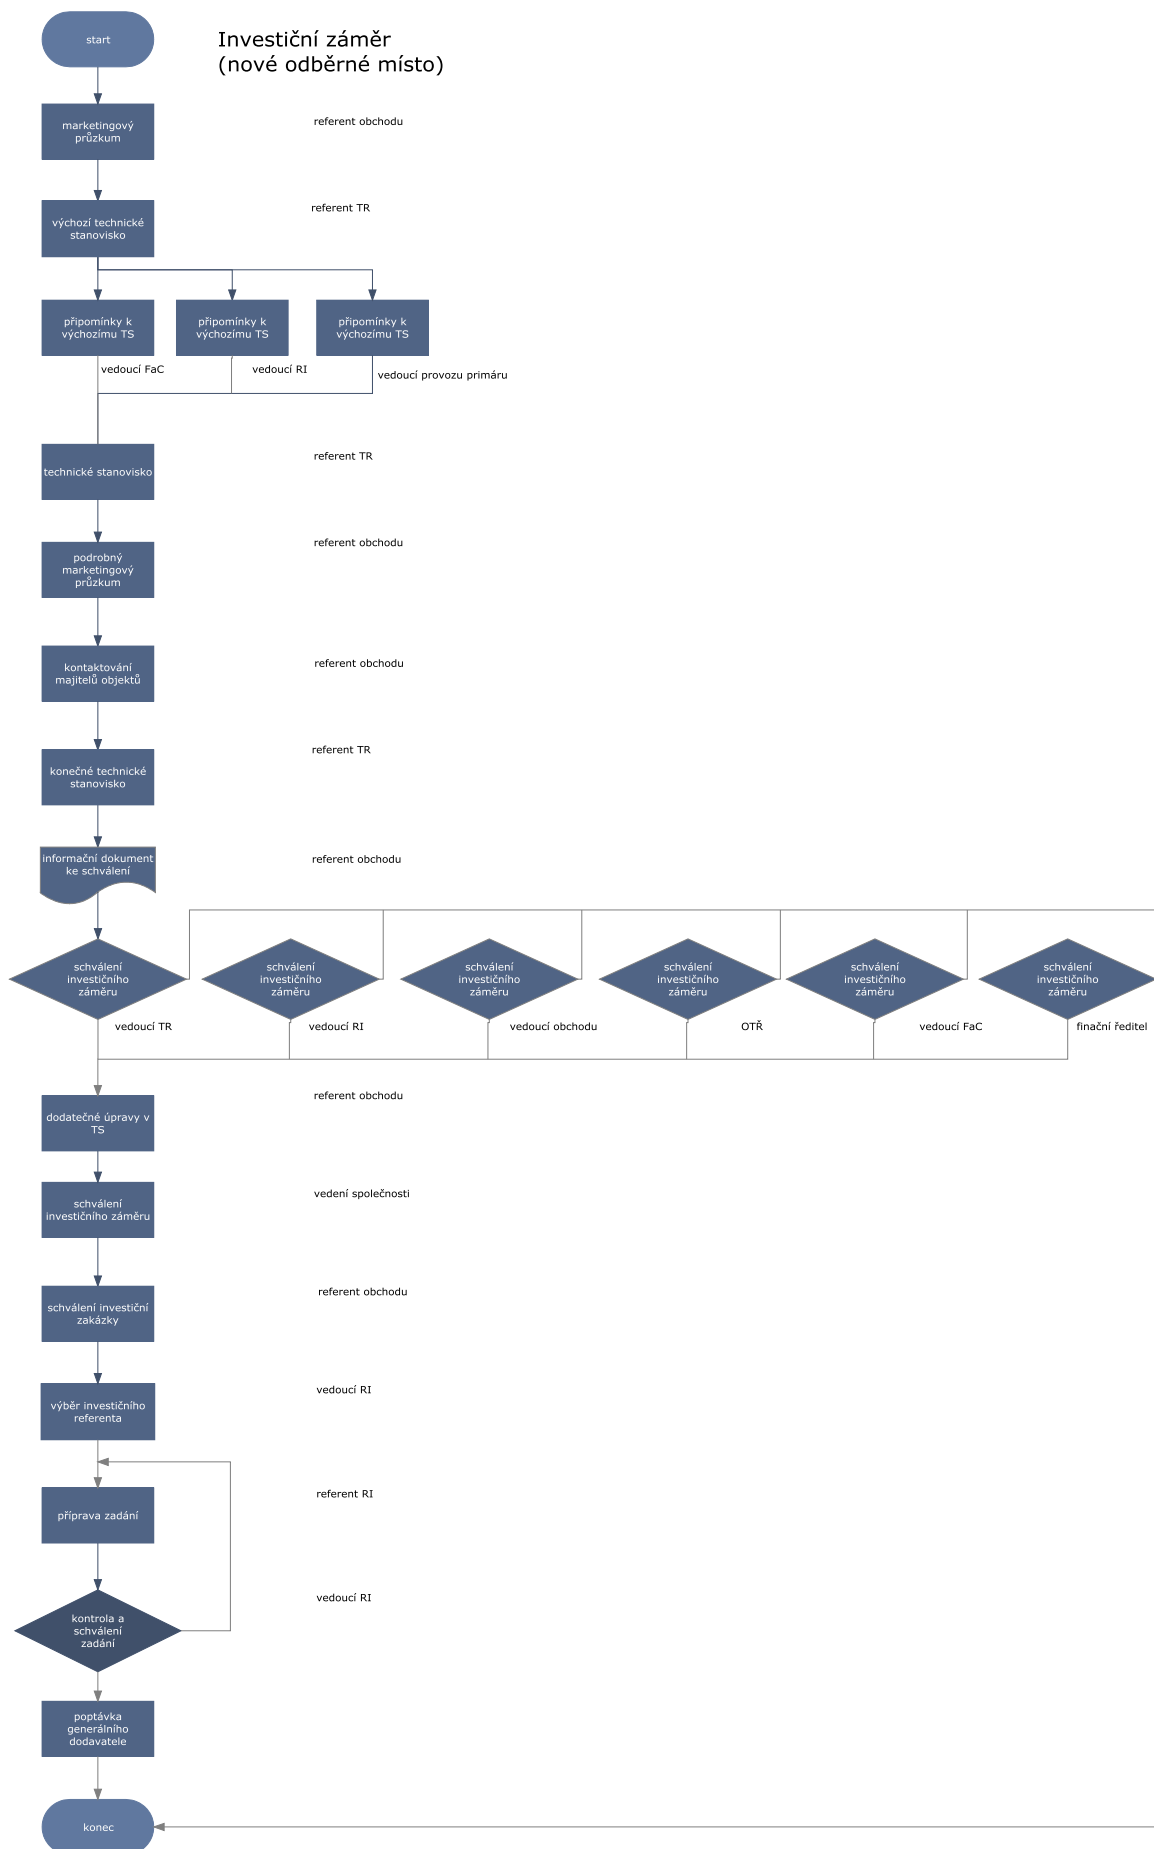 start
Investiční záměr
(nové odběrné místo)
marketingový
průzkum
referent obchodu
výchozí technické
stanovisko
referent TR
připomínky k
výchozímu TS
připomínky k
výchozímu TS
připomínky k
výchozímu TS
vedoucí FaC
vedoucí RI
vedoucí provozu primáru
technické stanovisko
referent TR
podrobný
marketingový
průzkum
referent obchodu
kontaktování
majitelů objektů
referent obchodu
konečné technické
stanovisko
referent TR
informační dokument
ke schválení
referent obchodu
schválení
investičního
záměru
schválení
investičního
záměru
schválení
investičního
záměru
schválení
investičního
záměru
schválení
investičního
záměru
schválení
investičního
záměru
vedoucí TR
vedoucí RI
vedoucí obchodu
OTŘ
vedoucí FaC
finační ředitel
dodatečné úpravy v
TS
referent obchodu
schválení
investičního záměru
vedení společnosti
schválení investiční
zakázky
referent obchodu
výběr investičního
referenta
vedoucí RI
příprava zadání
referent RI
kontrola a
schválení
zadání
vedoucí RI
poptávka
generálního
dodavatele
konec